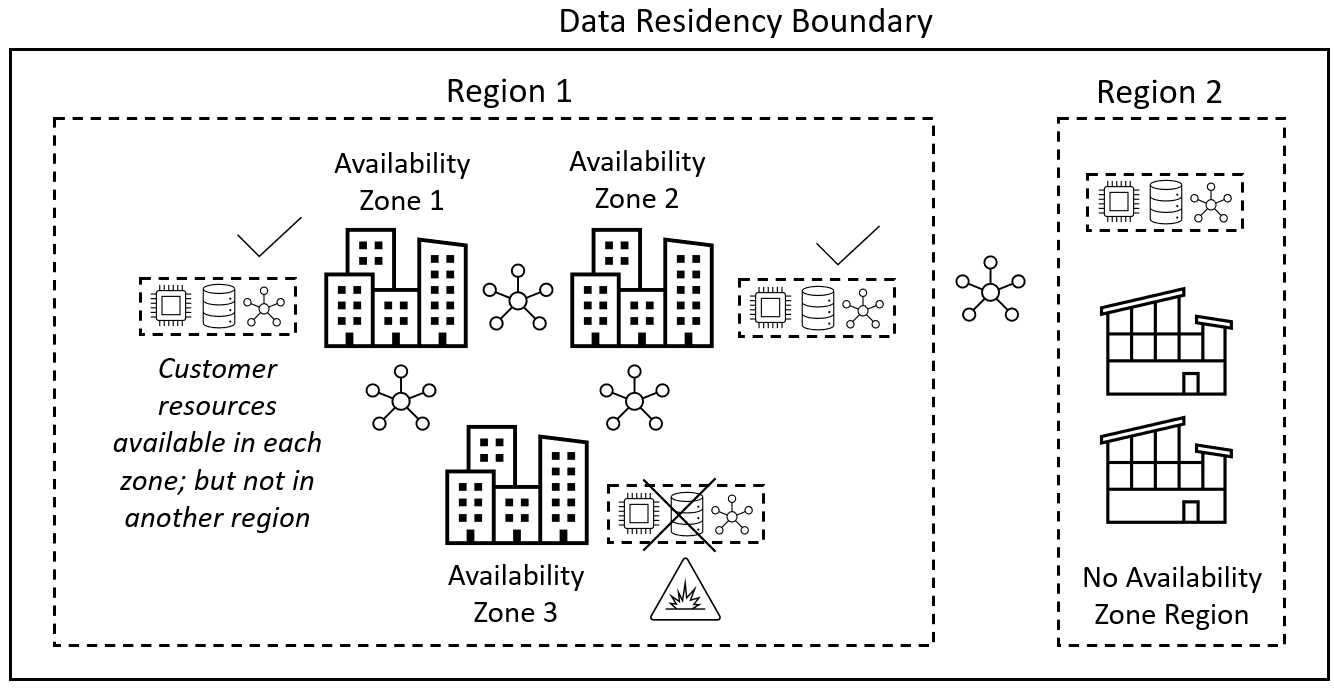 Data Residency Boundary
Region 1
Region 2
Availability
Zone 1
Availability
Zone 2
Customer
resources
available in each
zone; but not in
another region
Availability
Zone 3
No Availability
Zone Region